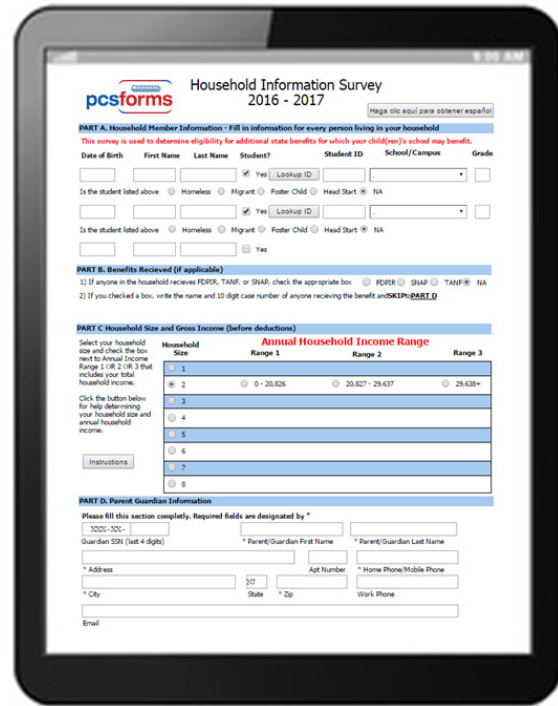 9:00 AM
pcsforms
Household Information Survey
2016 - 2017
Haga clic aquí para obtener español
PART A. Household Member Information - Fill in information for every person living in your household
This survey is used to determine eligibility for additional state benefits for which your child(ren)'s school may benefit.
Date of Birth First Name Last Name Student? Student ID School/Campus Grade
Yes Lookup ID
Is the student listed above Homeless Migrant Foster Child Head Start NA
Yes Lookup ID
Is the student listed above Homeless Migrant Foster Child Head Start NA
Yes
PART B. Benefits Recieved (if applicable)
1) If anyone in the household recieves FDPIR, TANF, or SNAP, check the appropriate box FDPIR SNAP TANF NA
2) If you checked a box, write the name and 10 digit case number of anyone recieving the benefit andSKIP to PART D
PART C Household Size and Gross Income (before deductions)
Select your household size and check the box next to Annual Income Range 1 OR 2 OR 3 that includes your total household income.
Click the button below for help determining your household size and annual household income.
Instructions
Household Size
Annual Household Income Range
Range 1 Range 2 Range 3
1
2 0 - 20,826 20,827 - 29,637 29,638+
3
4
5
6
7
8
PART D. Parent Guardian Information
Please fill this section completly. Required fields are designated by *
XXX-XX-
Guardian SSN (last 4 digits) * Parent/Guardian First Name * Parent/Guardian Last Name
* Address Apt Number * Home Phone/Mobile Phone
* City State * Zip Work Phone
Email